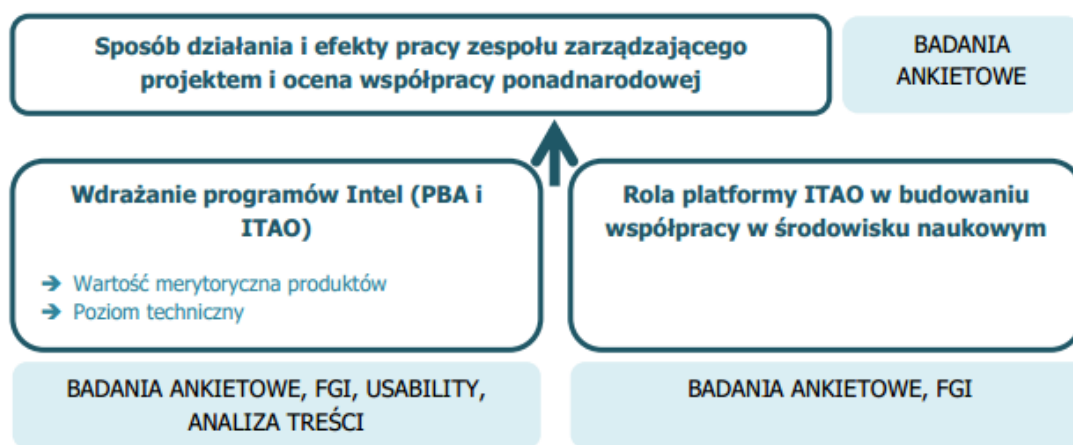 Sposób działania i efekty pracy zespołu zarządzającego
projektem i ocena współpracy ponadnarodowej
BADANIA
ANKIETOWE
Wdrażanie programów Intel (PBA i
ITAO)
➔ Wartość merytoryczna produktów
➔ Poziom techniczny
Rola platformy ITAO w budowaniu
współpracy w środowisku naukowym
BADANIA ANKIETOWE, FGI, USABILITY,
ANALIZA TREŚCI
BADANIA ANKIETOWE, FGI